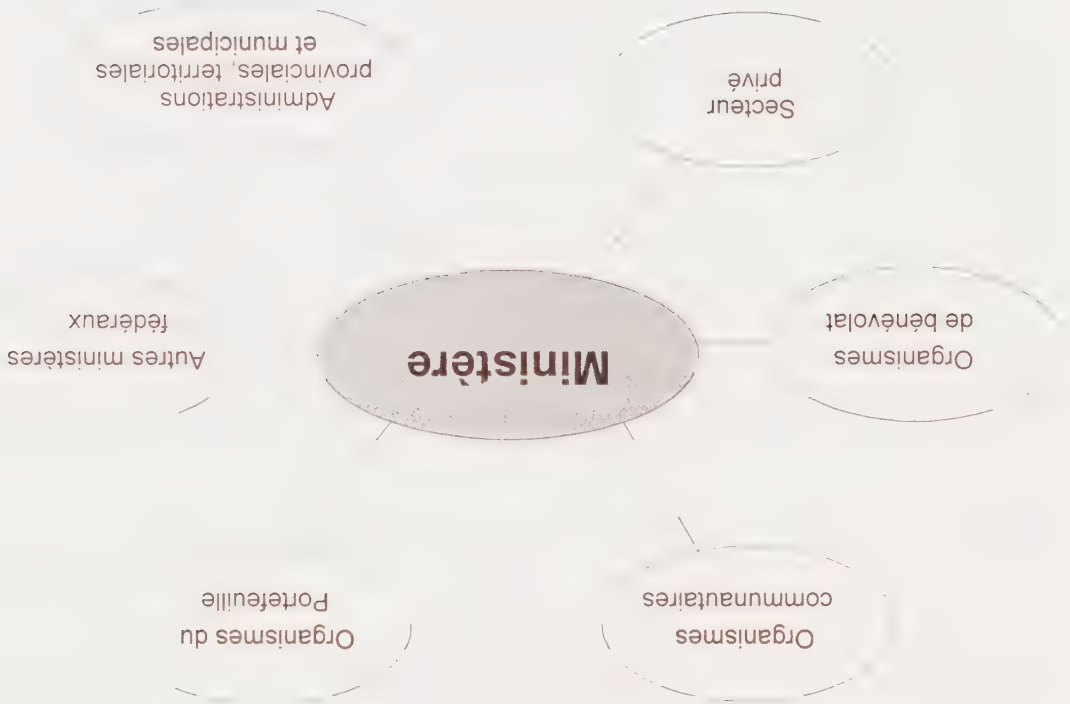 Organismes
communautaires
Organismes du
Portefeuille
Organismes
de bénévolat
Ministère
Autres ministères
fédéraux
Secteur
privé
Administrations
provinciales, territoriales
et municipales